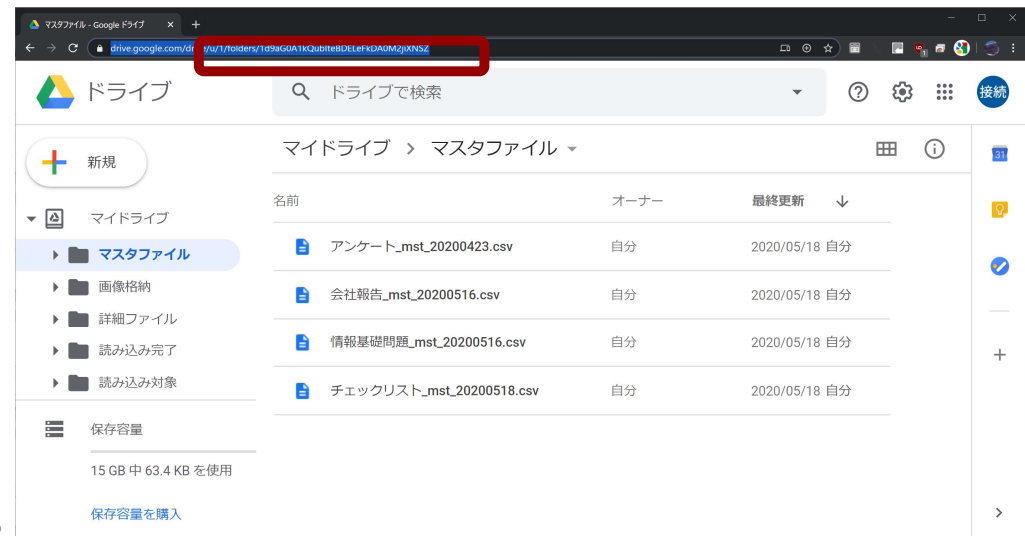 マスタファイル - Google ドライブ
drive.google.com/drive/u/1/folders/1d9aG0A1kQubIteBDELeFkDA0M2jiXNSZ
ドライブ
ドライブで検索
接続
新規
マイドライブ > マスタファイル
31
名前 オーナー 最終更新
マイドライブ
マスタファイル
画像格納
詳細ファイル
読み込み完了
読み込み対象
アンケート_mst_20200423.csv 自分 2020/05/18 自分
会社報告_mst_20200516.csv 自分 2020/05/18 自分
情報基礎問題_mst_20200516.csv 自分 2020/05/18 自分
チェックリスト_mst_20200518.csv 自分 2020/05/18 自分
保存容量
15 GB 中 63.4 KB を使用
保存容量を購入